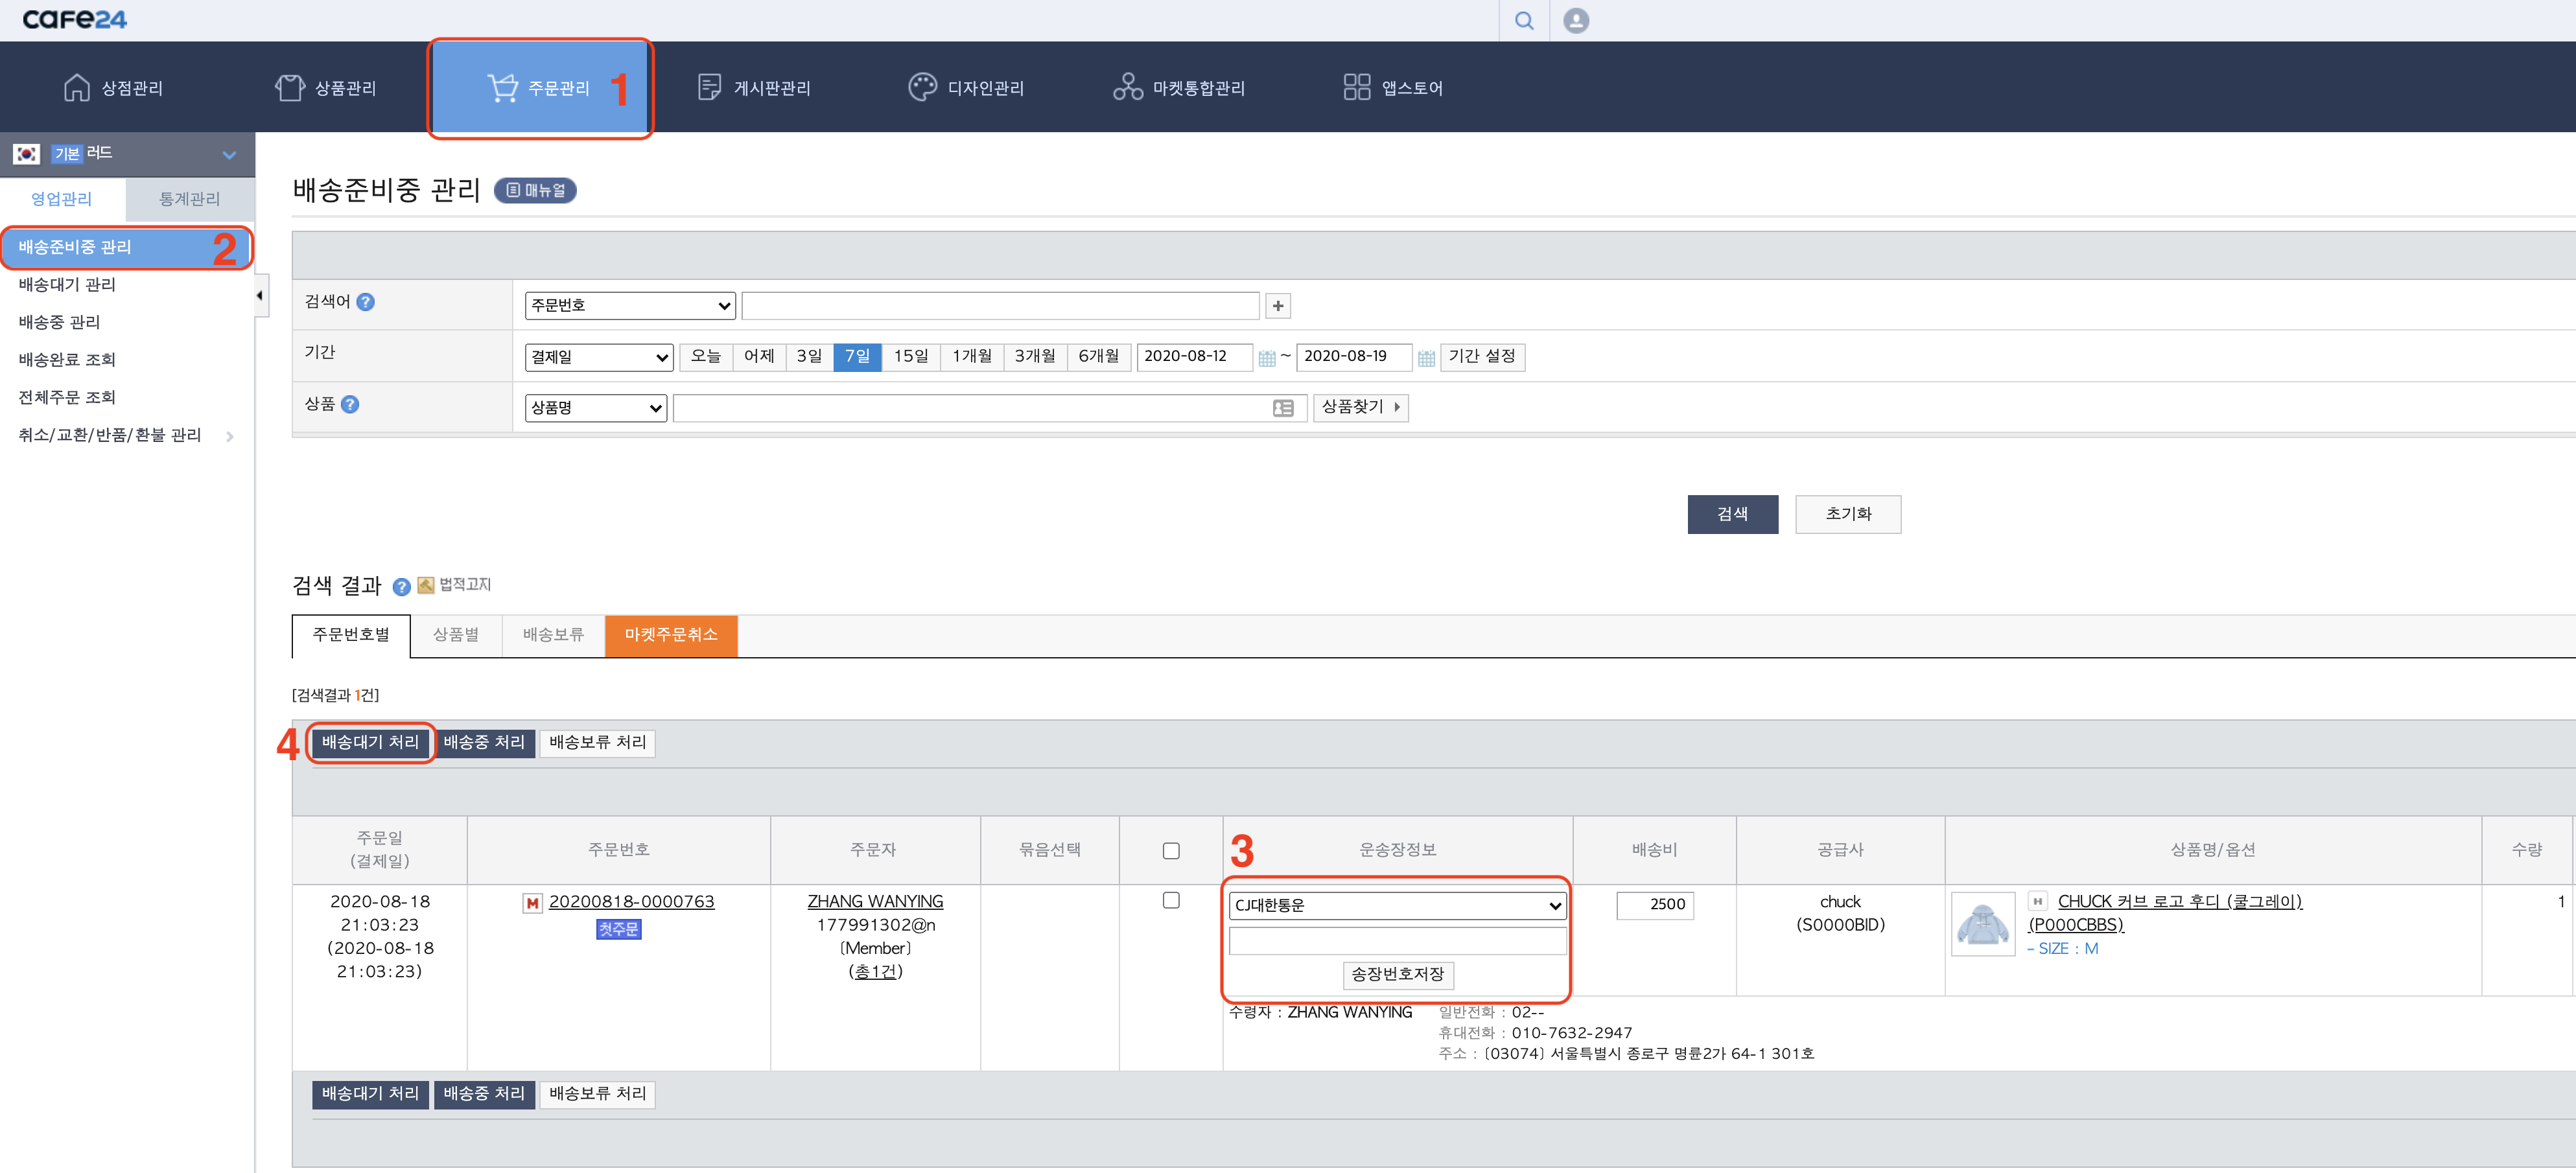 cafe24
상점관리
상품관리
주문관리 1
게시판관리
디자인관리
마켓통합관리
앱스토어
기본 러드
영업관리
통계관리
배송준비중 관리 2
배송대기 관리
배송중 관리
배송완료 조회
전체주문 조회
취소/교환/반품/환불 관리
배송준비중 관리 매뉴얼
검색어 ?
주문번호
+
기간
결제일 오늘 어제 3일 7일 15일 1개월 3개월 6개월 2020-08-12 ~ 2020-08-19 기간 설정
상품 ?
상품명
상품찾기
검색 초기화
검색 결과 ? 법적고지
주문번호별 상품별 배송보류 마켓주문취소
[검색결과 1건]
4 배송대기 처리 배송중 처리 배송보류 처리
주문일
(결제일)
주문번호
주문자
묶음선택
3
운송장정보
배송비
공급사
상품명/옵션
수량
2020-08-18
21:03:23
(2020-08-18
21:03:23)
M 20200818-0000763
첫주문
ZHANG WANYING
177991302@n
[Member]
(총1건)
CJ대한통운
송장번호저장
2500
chuck
(S0000BID)
H CHUCK 커브 로고 후디 (쿨그레이)
(P000CBBS)
- SIZE : M
1
수령자 : ZHANG WANYING
일반전화 : 02--
휴대전화 : 010-7632-2947
주소 : [03074] 서울특별시 종로구 명륜2가 64-1 301호
배송대기 처리 배송중 처리 배송보류 처리